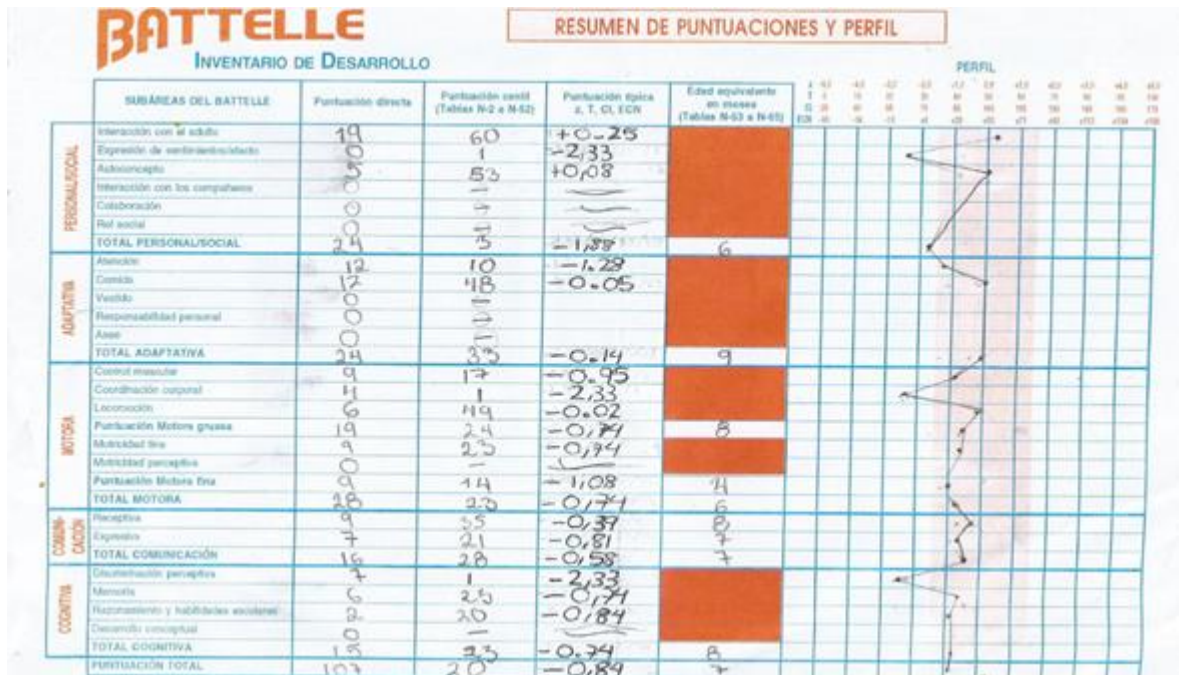 BATTELLE
RESUMEN DE PUNTUACIONES Y PERFIL
INVENTARIO DE DESARROLLO
PERFIL
SUBÁREAS DEL BATTELLE Puntuación directa Puntuación centil (Tablas N-2 a N-52) Puntuación típica z, T, CI, ECN Edad equivalente en meses (Tablas N-53 a N-65)
PERSONAL/SOCIAL
Interacción con el adulto 19 60 +0-25
Expresión de sentimientos/afecto 0 1 -2,33
Autoconcepto 5 53 +0,08
Interacción con los compañeros 0 -
Colaboración 0 -
Rol social 0 -
TOTAL PERSONAL/SOCIAL 24 3 -1,88 6
ADAPTATIVA
Atención 12 10 -1.28
Comida 12 48 -0.05
Vestido 0 -
Responsabilidad personal 0 -
Aseo 0 -
TOTAL ADAPTATIVA 24 33 -0.14 9
MOTORA
Control muscular 9 17 -0.95
Coordinación corporal 4 1 -2,33
Locomoción 6 49 -0.02
Puntuación Motora gruesa 19 24 -0,74 8
Motricidad fina 9 23 -0,74
Motricidad perceptiva 0 -
Puntuación Motora fina 9 14 -1,08 4
TOTAL MOTORA 28 23 -0,74 6
COMUNI-CACIÓN
Receptiva 9 35 -0,39 8
Expresiva 7 21 -0,81 7
TOTAL COMUNICACIÓN 16 28 -0,58 7
COGNITIVA
Discriminación perceptiva 7 1 -2,33
Memoria 6 23 -0,74
Razonamiento y habilidades escolares 2 20 -0,84
Desarrollo conceptual 0 -
TOTAL COGNITIVA 15 23 -0.74 8
PUNTUACIÓN TOTAL 107 20 -0,84 7